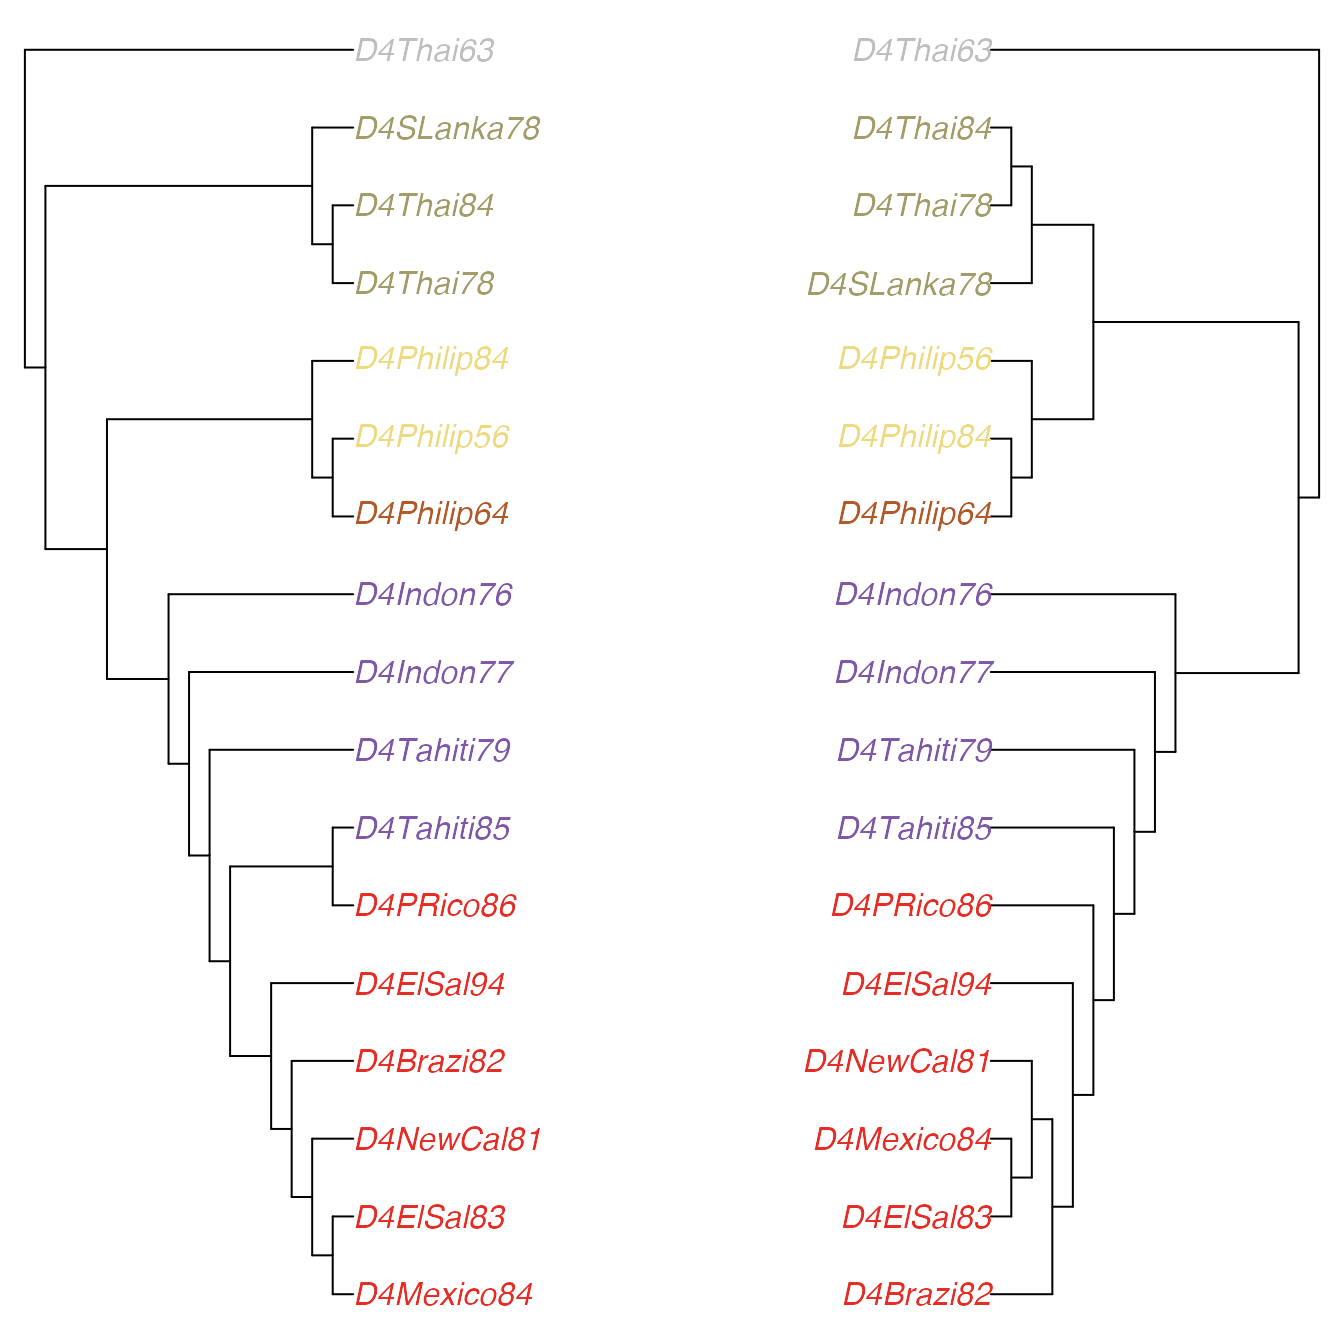 D4Thai63 D4Thai63
D4SLanka78 D4Thai84
D4Thai84 D4Thai78
D4Thai78 D4SLanka78
D4Philip84 D4Philip56
D4Philip56 D4Philip84
D4Philip64 D4Philip64
D4Indon76 D4Indon76
D4Indon77 D4Indon77
D4Tahiti79 D4Tahiti79
D4Tahiti85 D4Tahiti85
D4PRico86 D4PRico86
D4ElSal94 D4ElSal94
D4Brazi82 D4NewCal81
D4NewCal81 D4Mexico84
D4ElSal83 D4ElSal83
D4Mexico84 D4Brazi82